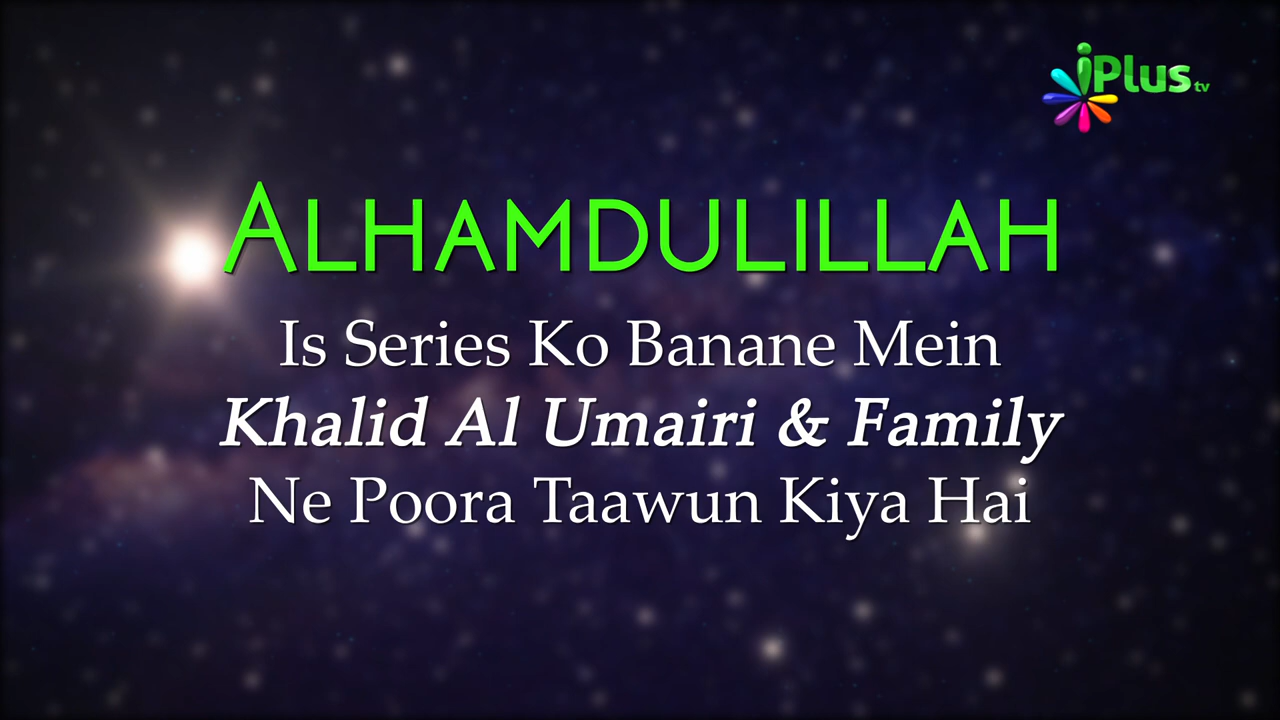 iPlus tv
ALHAMDULILLAH
Is Series Ko Banane Mein
Khalid Al Umairi & Family
Ne Poora Taawun Kiya Hai